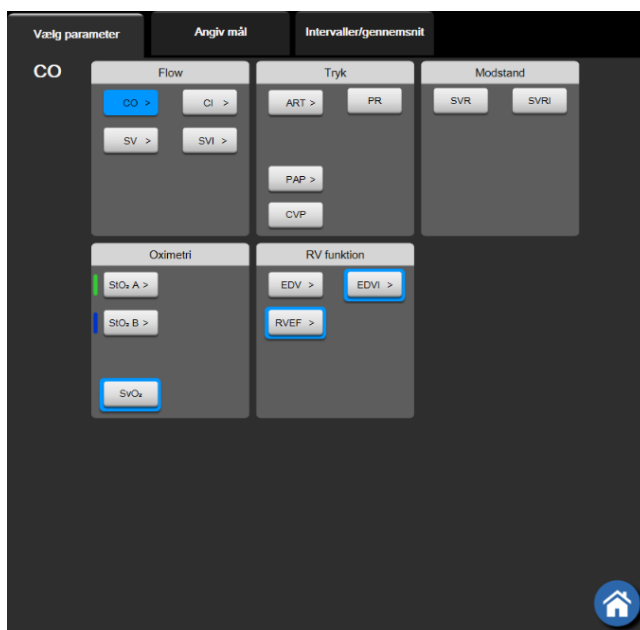 Vælg parameter
Angiv mål
Intervaller/gennemsnit
CO
Flow
CO >
CI >
SV >
SVI >
Tryk
ART >
PR
PAP >
CVP
Modstand
SVR
SVRI
Oximetri
StO₂ A >
StO₂ B >
SvO₂
RV funktion
EDV >
EDVI >
RVEF >